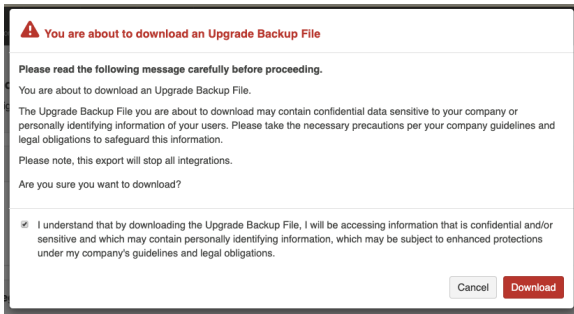 You are about to download an Upgrade Backup File
Please read the following message carefully before proceeding.
You are about to download an Upgrade Backup File.
The Upgrade Backup File you are about to download may contain confidential data sensitive to your company or
personally identifying information of your users. Please take the necessary precautions per your company guidelines and
legal obligations to safeguard this information.
Please note, this export will stop all integrations.
Are you sure you want to download?
I understand that by downloading the Upgrade Backup File, I will be accessing information that is confidential and/or
sensitive and which may contain personally identifying information, which may be subject to enhanced protections
under my company's guidelines and legal obligations.
Cancel Download